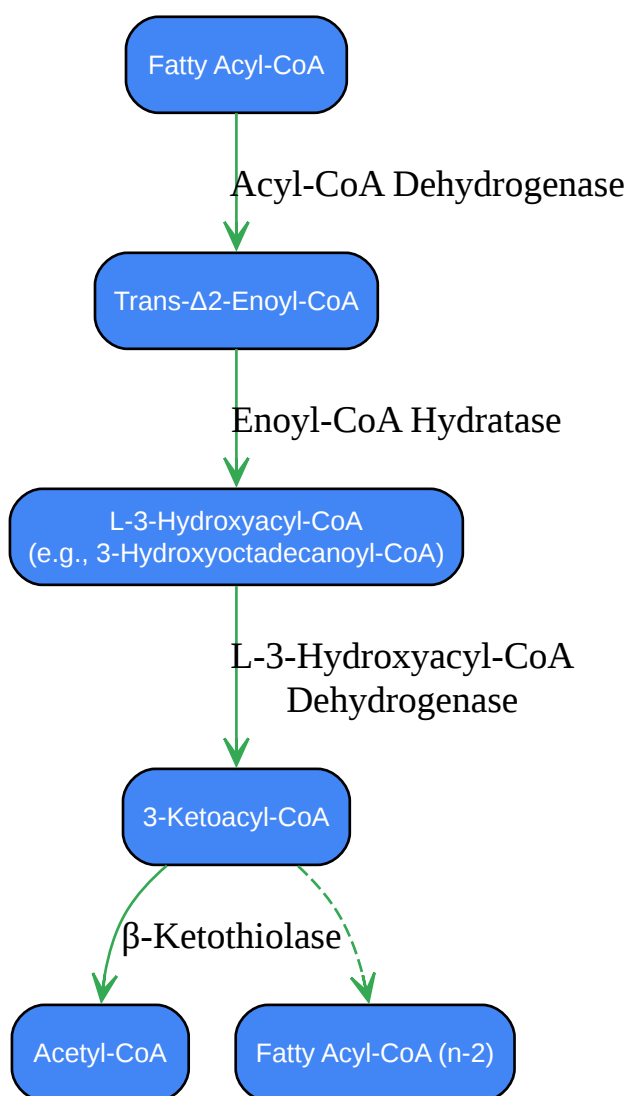 Fatty Acyl-CoA
Acyl-CoA Dehydrogenase
Trans-Δ2-Enoyl-CoA
Enoyl-CoA Hydratase
L-3-Hydroxyacyl-CoA
(e.g., 3-Hydroxyoctadecanoyl-CoA)
L-3-Hydroxyacyl-CoA
Dehydrogenase
3-Ketoacyl-CoA
β-Ketothiolase
Acetyl-CoA
Fatty Acyl-CoA (n-2)